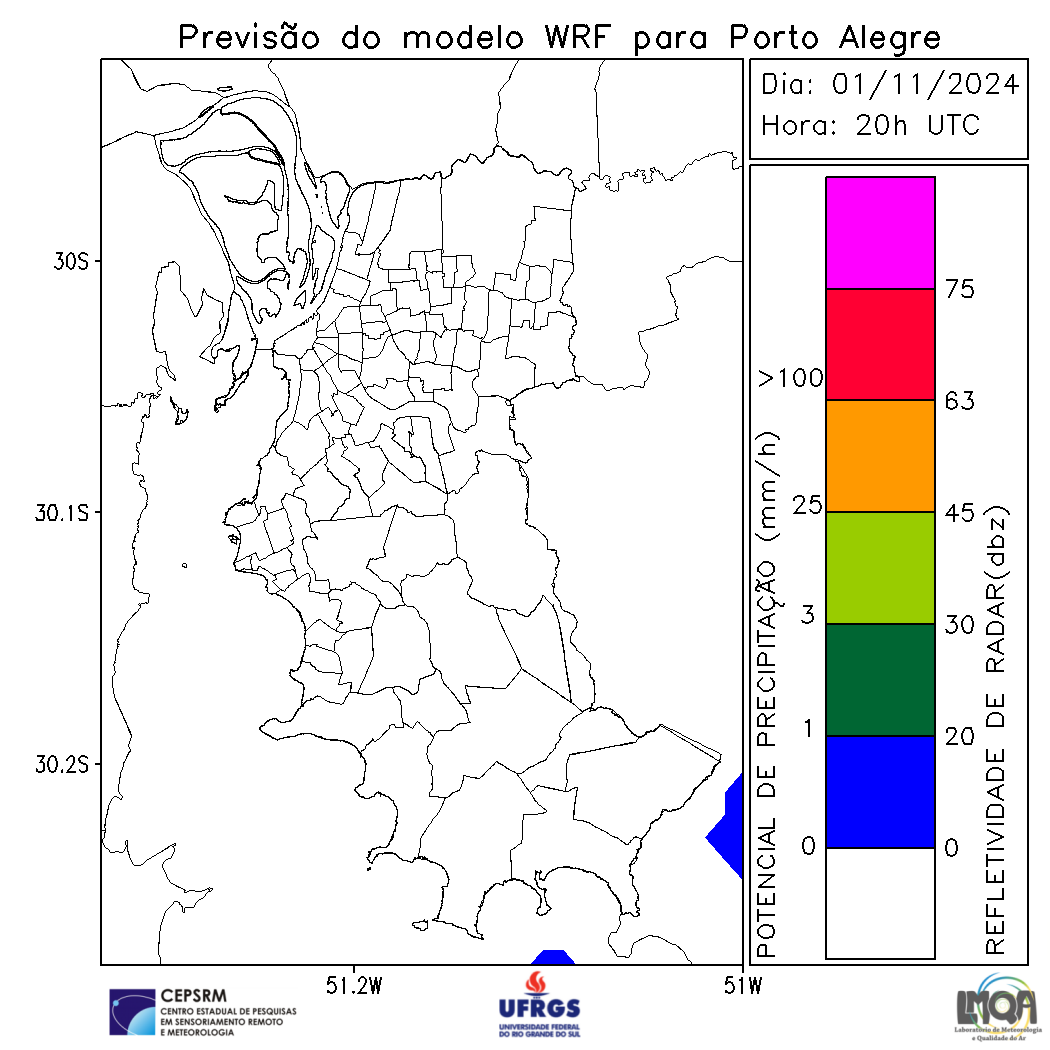 Previsão do modelo WRF para Porto Alegre
Dia: 01/11/2024
Hora: 20h UTC
30S
30.1S
30.2S
51.2W
51W
POTENCIAL DE PRECIPITAÇÃO (mm/h)
>100
25
3
1
0
75
63
45
30
20
0
REFLETIVIDADE DE RADAR(dbz)
CEPSRM
CENTRO ESTADUAL DE PESQUISAS
EM SENSORIAMENTO REMOTO
E METEOROLOGIA
UFRGS
UNIVERSIDADE FEDERAL
DO RIO GRANDE DO SUL
LMQA
Laboratório de Meteorologia
e Qualidade do Ar